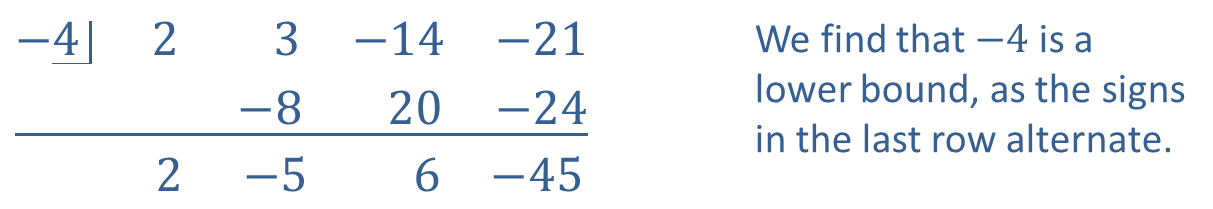 −4| 2 3 −14 −21
−8 20 −24
2 −5 6 −45
We find that −4 is a
lower bound, as the signs
in the last row alternate.